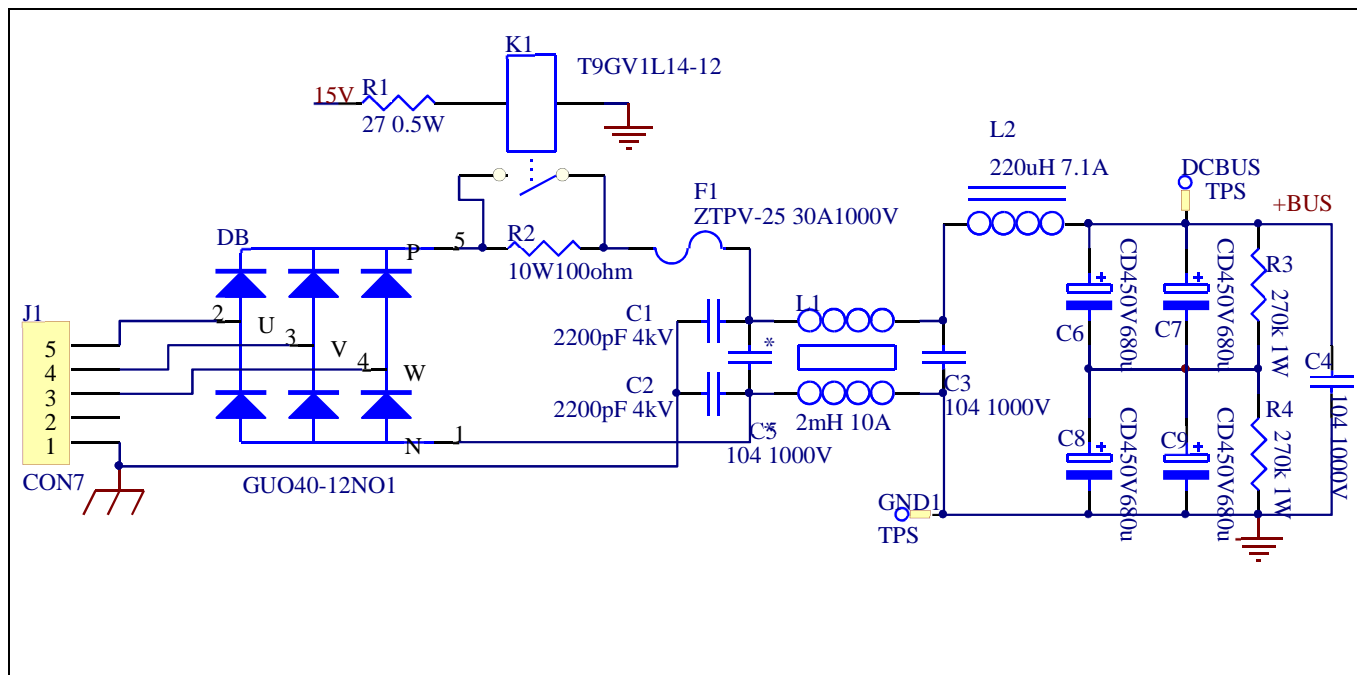 K1
T9GV1L14-12
15V
R1
27 0.5W
L2
220uH 7.1A
DCBUS
TPS
+BUS
F1
ZTPV-25 30A1000V
DB
P
5
R2
10W100ohm
CD450V680u
CD450V680u
R3
270k 1W
J1
2
U
3
V
4
W
C1
2200pF 4kV
L1
*
C6
C7
C4
104 1000V
5
4
3
2
1
C2
2200pF 4kV
C3
104 1000V
2mH 10A
*
C5
104 1000V
R4
270k 1W
C8
CD450V680u
C9
CD450V680u
N
1
CON7
GUO40-12NO1
GND1
TPS